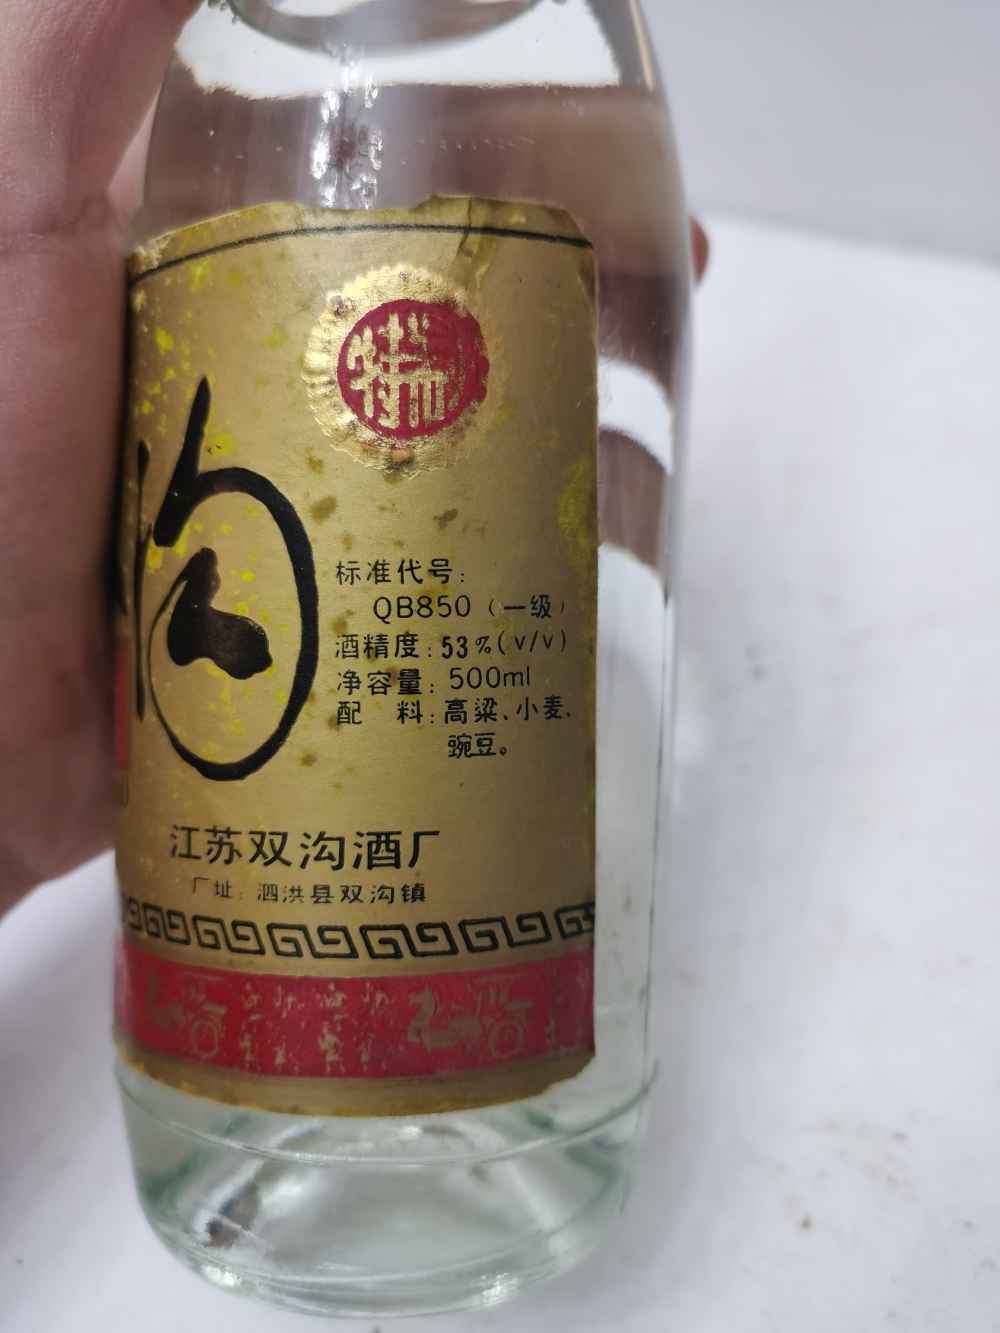 特
沟
标准代号:
QB850（一级）
酒精度:53%(v/v)
净容量:500ml
配 料:高粱、小麦、
豌豆。
江苏双沟酒厂
厂址:泗洪县双沟镇